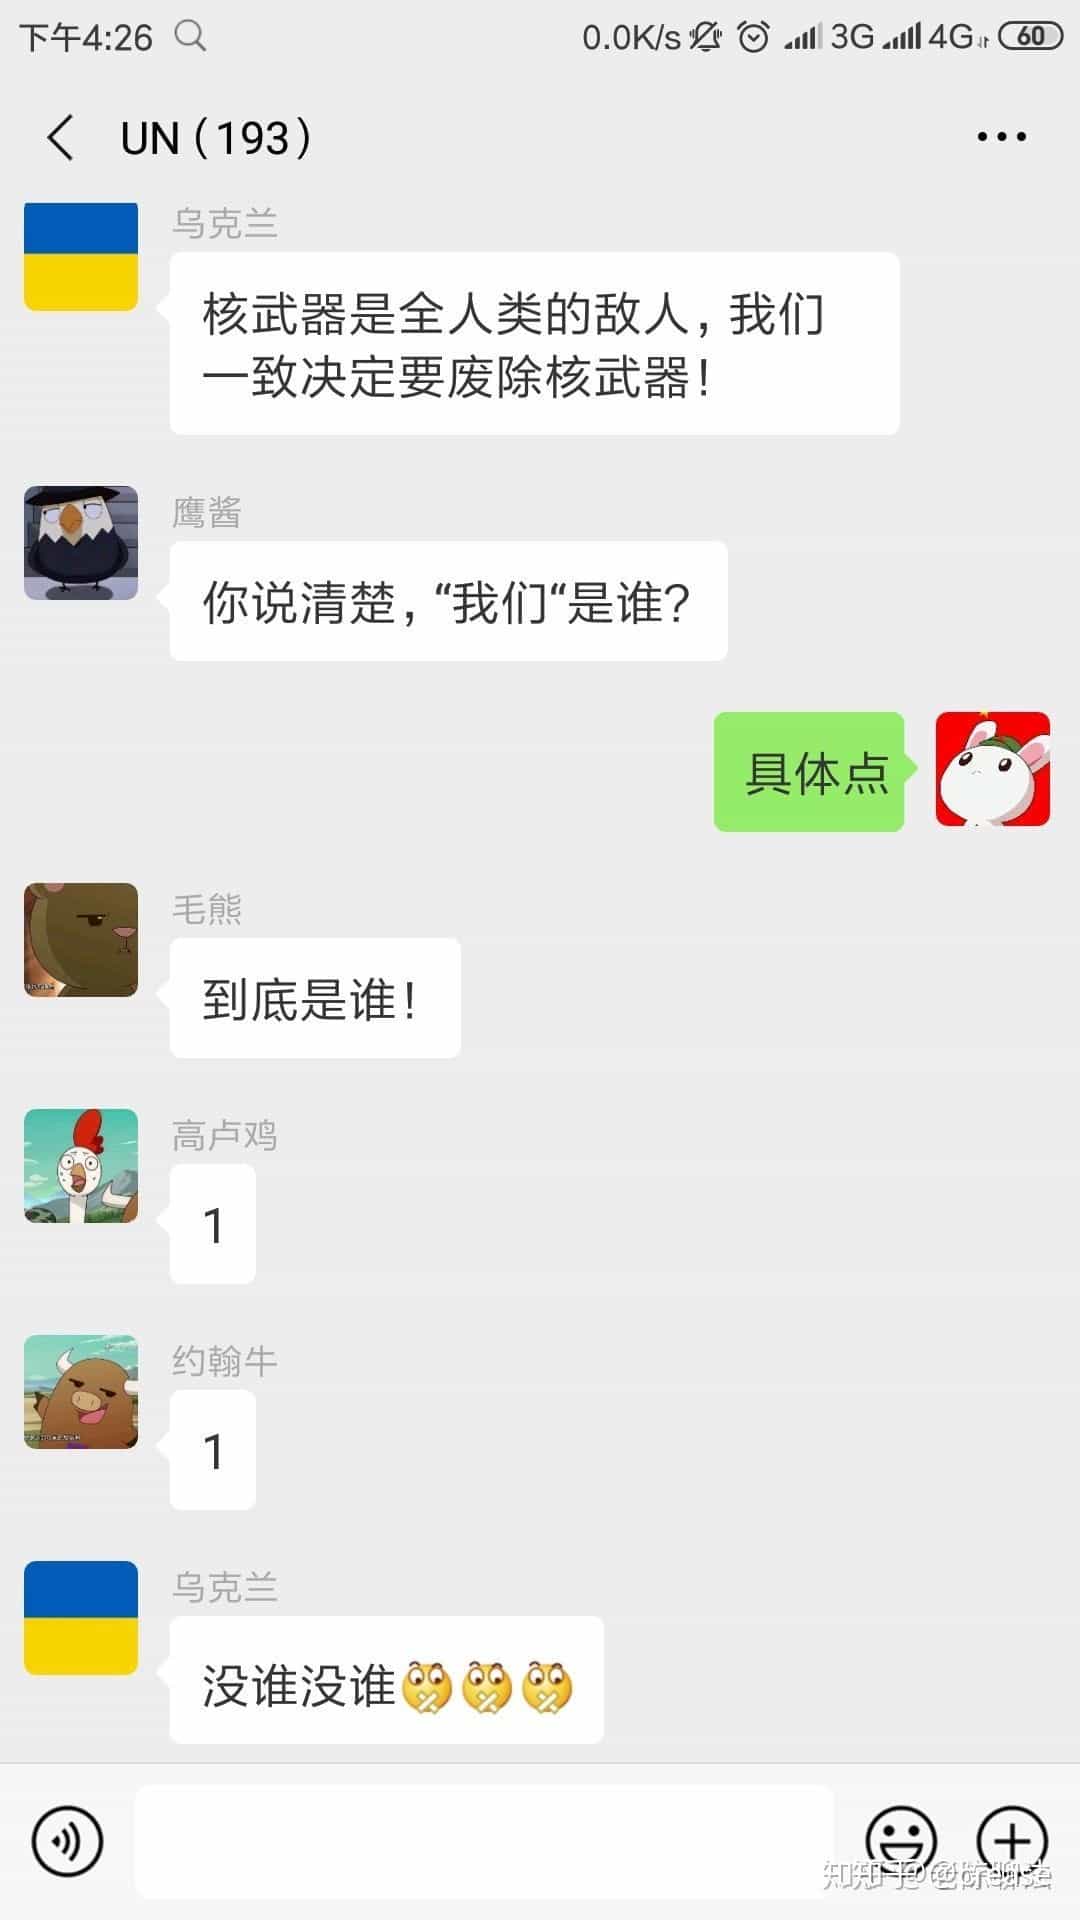 下午4:26 0.0K/s 3G 4G 60
UN（193）
乌克兰
核武器是全人类的敌人，我们
一致决定要废除核武器！
鹰酱
你说清楚，“我们“是谁？
具体点
毛熊
到底是谁！
高卢鸡
1
约翰牛
1
乌克兰
没谁没谁